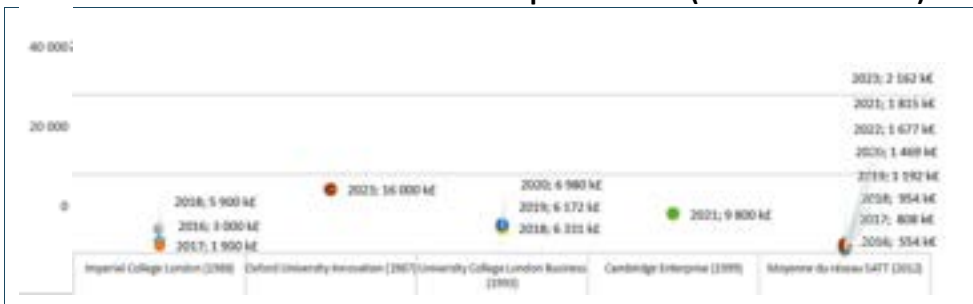 40 000
20 000
0
2018; 5 900 k€
2016; 3 000 k€
2017; 1 900 k€
2023; 16 000 k€
2020; 6 980 k€
2019; 6 172 k€
2018; 6 331 k€
2021; 9 800 k€
2023; 2 162 k€
2021; 1 815 k€
2022; 1 677 k€
2020; 1 469 k€
2019; 1 192 k€
2018; 954 k€
2017; 808 k€
2016; 554 k€
Imperial College London (1986)
Oxford University Innovation (1987)
University College London Business
(1993)
Cambridge Enterprise (1999)
Moyenne du réseau SATT (2012)